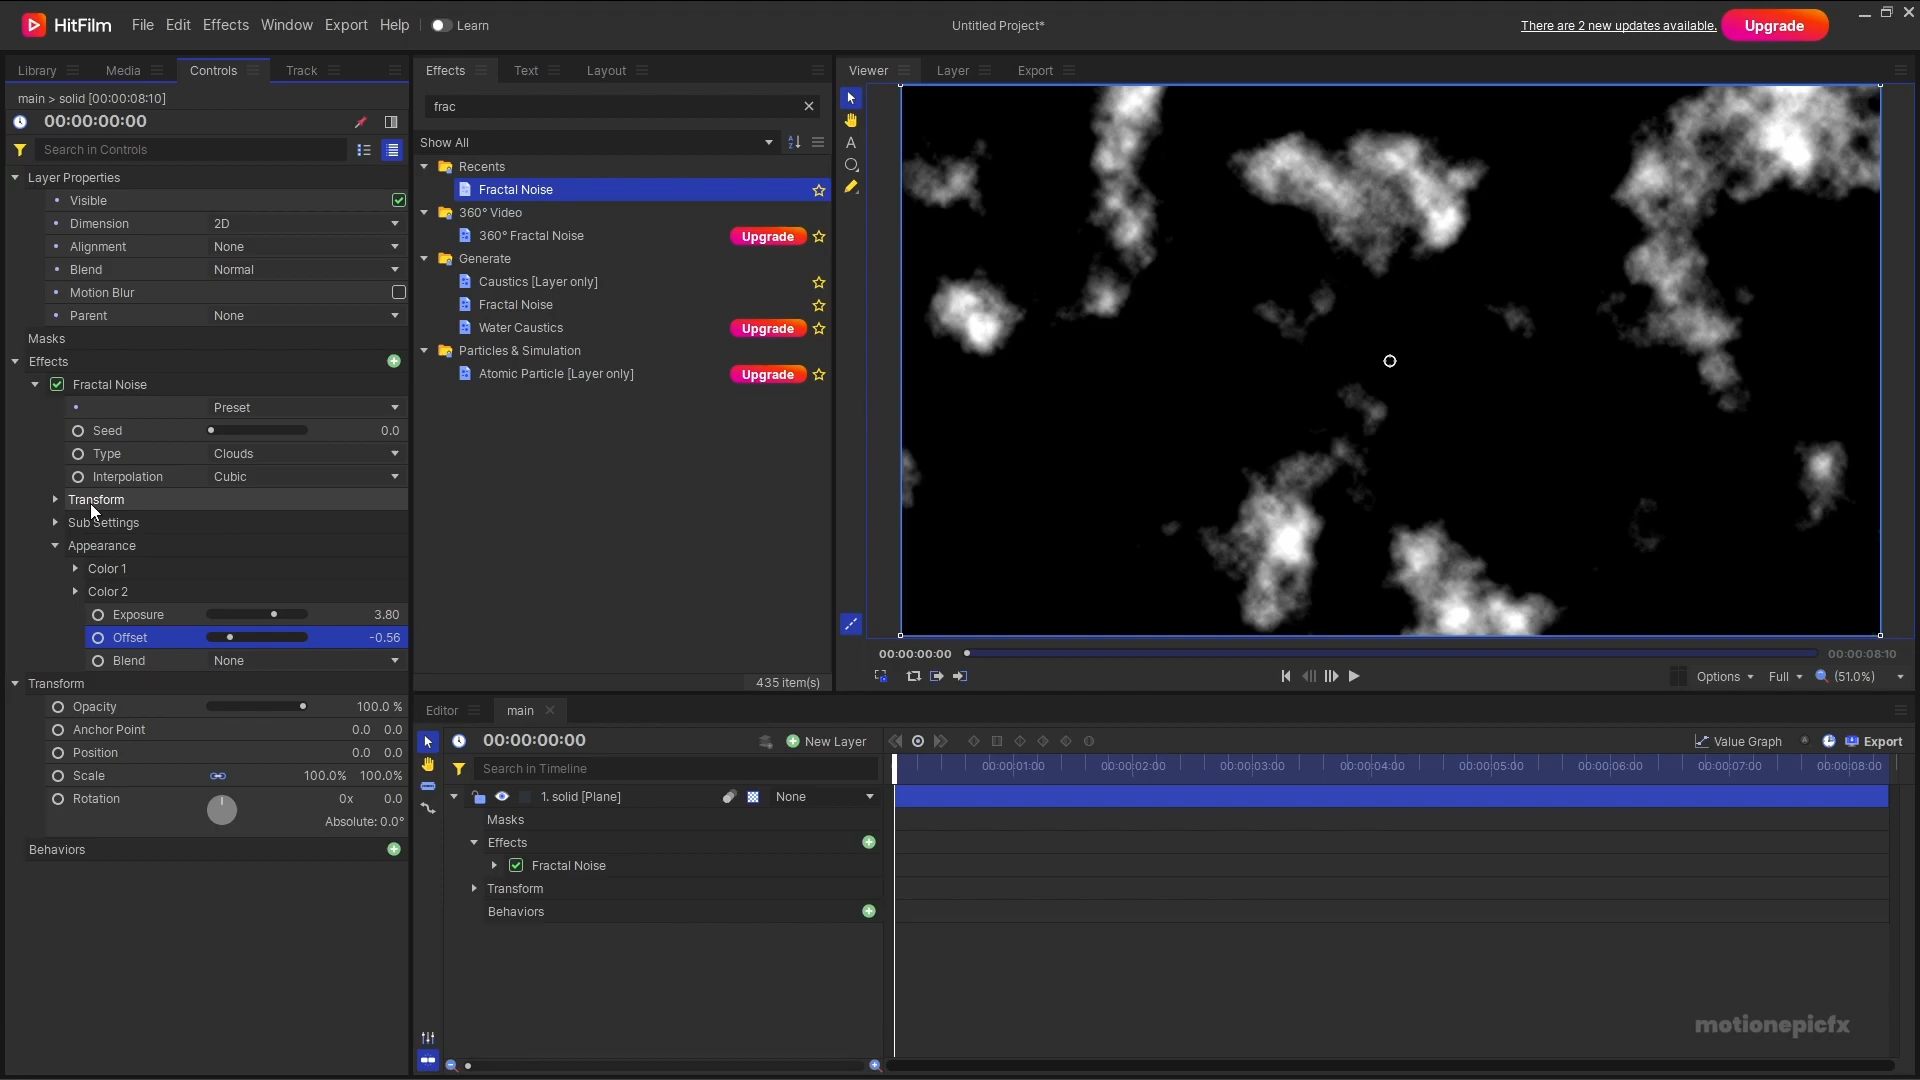 HitFilm
File Edit Effects Window Export Help Learn
Untitled Project*
There are 2 new updates available. Upgrade
Library Media Controls Track
main > solid [00:00:08:10]
00:00:00:00
Search in Controls
Layer Properties
Visible
Dimension 2D
Alignment None
Blend Normal
Motion Blur
Parent None
Masks
Effects
Fractal Noise
Preset
Seed 0.0
Type Clouds
Interpolation Cubic
Transform
Sub Settings
Appearance
Color 1
Color 2
Exposure 3.80
Offset -0.56
Blend None
Transform
Opacity 100.0 %
Anchor Point 0.0 0.0
Position 0.0 0.0
Scale 100.0% 100.0%
Rotation 0x 0.0
Absolute: 0.0°
Behaviors
Effects Text Layout
frac
Show All
Recents
Fractal Noise
360° Video
360° Fractal Noise Upgrade
Generate
Caustics [Layer only]
Fractal Noise
Water Caustics Upgrade
Particles & Simulation
Atomic Particle [Layer only] Upgrade
435 item(s)
Viewer Layer Export
A
00:00:00:00 00:00:08:10
Options Full (51.0%)
Editor main
00:00:00:00 New Layer Value Graph Export
Search in Timeline
00:00:01:00 00:00:02:00 00:00:03:00 00:00:04:00 00:00:05:00 00:00:06:00 00:00:07:00 00:00:08:00
1. solid [Plane] None
Masks
Effects
Fractal Noise
Transform
Behaviors
motionepicfx